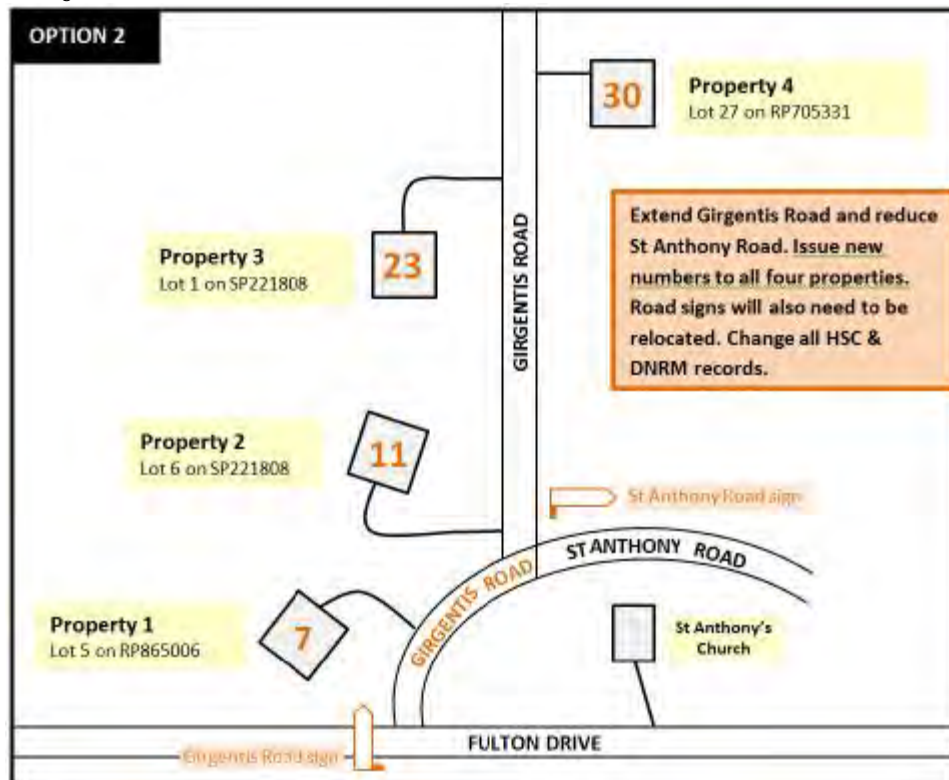 OPTION 2
30
Property 4
Lot 27 on RP705331
GIRGENTIS ROAD
Extend Girgentis Road and reduce
St Anthony Road. Issue new
numbers to all four properties.
Road signs will also need to be
relocated. Change all HSC &
DNRM records.
Property 3
Lot 1 on SP221808
23
Property 2
Lot 6 on SP221808
11
St Anthony Road sign
ST ANTHONY ROAD
GIRGENTIS ROAD
Property 1
Lot 5 on RP865006
7
St Anthony's
Church
FULTON DRIVE
Girgentis Road sign